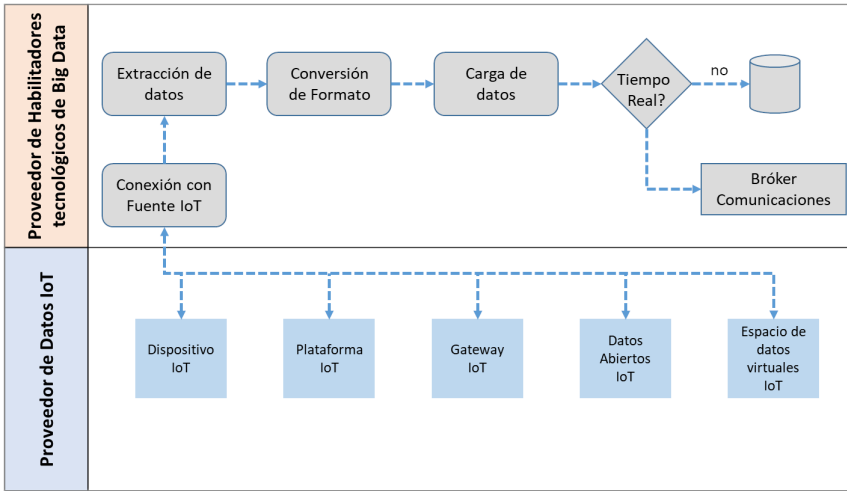 Proveedor de Habilitadores
tecnológicos de Big Data
Extracción de
datos
Conversión
de Formato
Carga de
datos
Tiempo
Real?
no
Conexión con
Fuente IoT
Bróker
Comunicaciones
Proveedor de Datos IoT
Dispositivo
IoT
Plataforma
IoT
Gateway
IoT
Datos
Abiertos
IoT
Espacio de
datos
virtuales
IoT